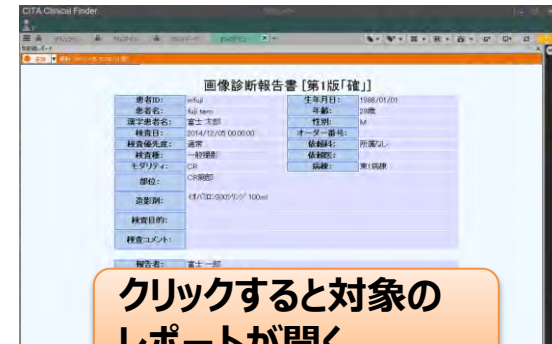 CITA Clinical Finder
画像診断報告書 [第1版「確」]
患者ID: mfuji 生年月日: 1986/01/01
患者名: fuji taro 年齢: 28歳
漢字患者名: 富士 太郎 性別: M
検査日: 2014/12/05 00:00:00 オーダー番号:
検査優先度: 通常 依頼科: 所属なし
検査種: 一般撮影 依頼医:
モダリティ: CR 病棟: 東1病棟
部位: CR胸部
造影剤: 100ml
検査目的:
検査コメント:
報告者: 富士 一郎
クリックすると対象の
レポートが開く